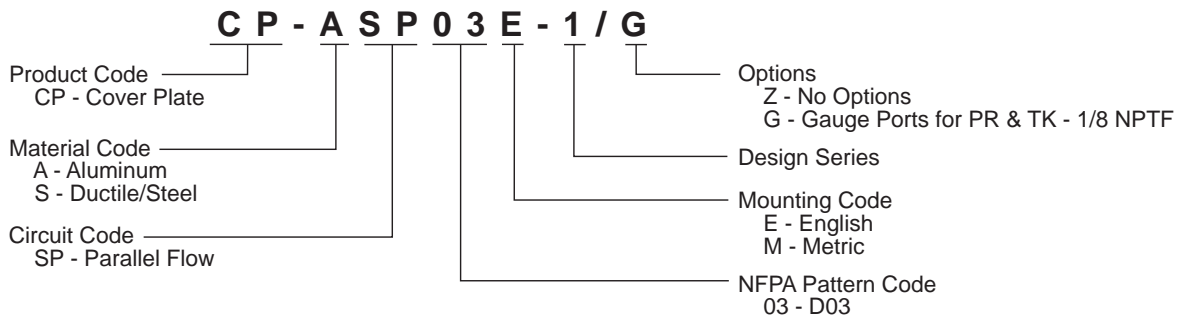 CP-ASP03E-1/G
Product Code
CP - Cover Plate
Material Code
A - Aluminum
S - Ductile/Steel
Circuit Code
SP - Parallel Flow
Options
Z - No Options
G - Gauge Ports for PR & TK - 1/8 NPTF
Design Series
Mounting Code
E - English
M - Metric
NFPA Pattern Code
03 - D03